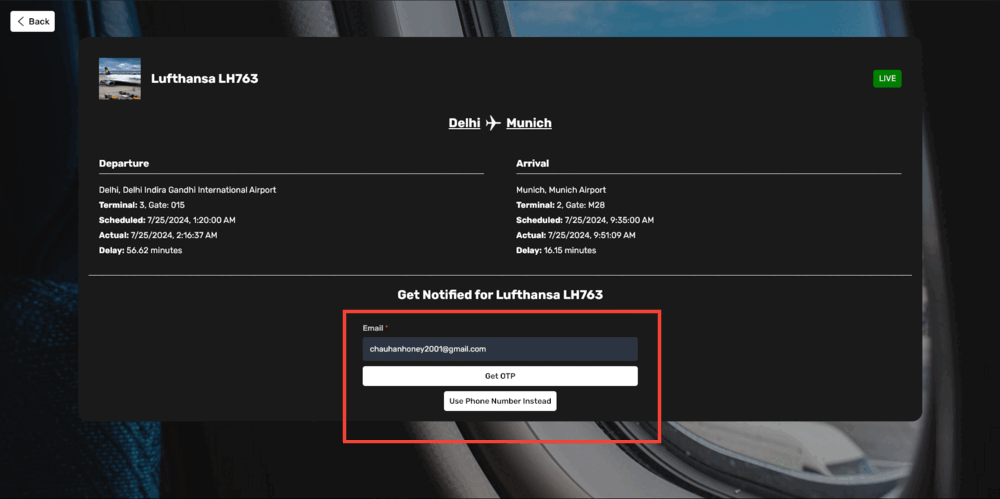 Back
Lufthansa LH763
LIVE
Delhi Munich
Departure
Delhi, Delhi Indira Gandhi International Airport
Terminal: 3, Gate: 015
Scheduled: 7/25/2024, 1:20:00 AM
Actual: 7/25/2024, 2:16:37 AM
Delay: 56.62 minutes
Arrival
Munich, Munich Airport
Terminal: 2, Gate: M28
Scheduled: 7/25/2024, 9:35:00 AM
Actual: 7/25/2024, 9:51:09 AM
Delay: 16.15 minutes
Get Notified for Lufthansa LH763
Email *
chauhanhoney2001@gmail.com
Get OTP
Use Phone Number Instead